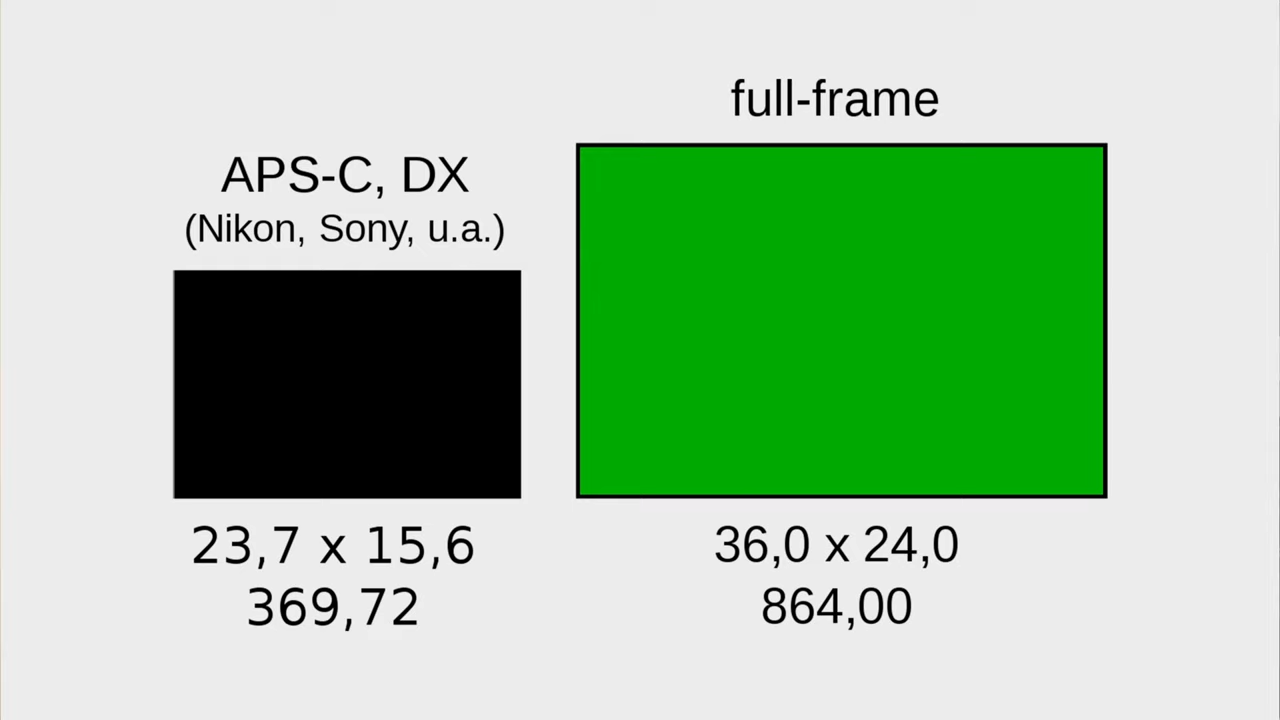 APS-C, DX
(Nikon, Sony, u.a.)
23,7 x 15,6
369,72
full-frame
36,0 x 24,0
864,00